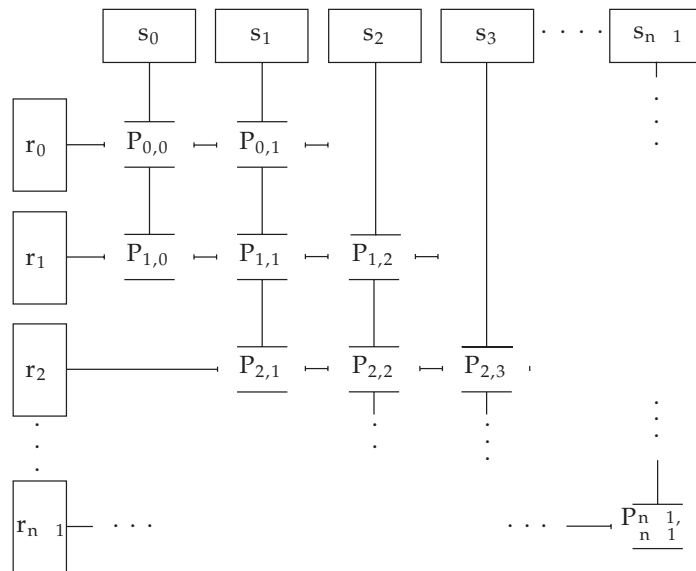 s0 s1 s2 s3 · · · · sn 1
r0 P0,0 P0,1
r1 P1,0 P1,1 P1,2
r2 P2,1 P2,2 P2,3
rn 1 · · · · · · Pn 1,
n 1